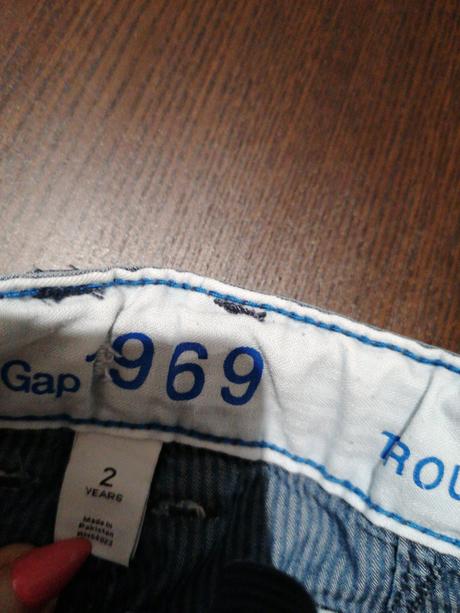 Gap 1969
ROU
2
YEARS
Made in
Pakistan